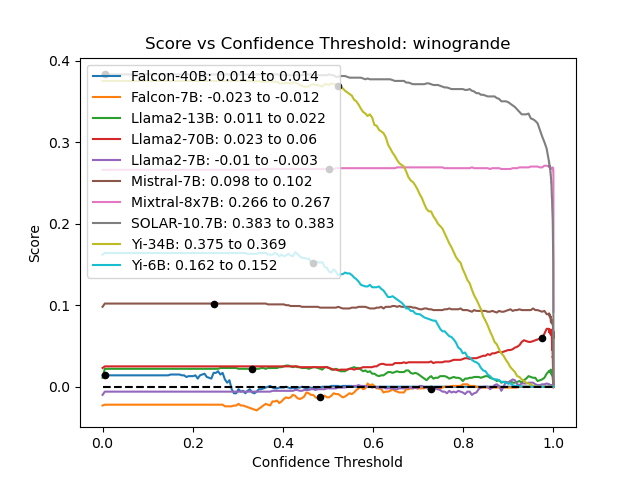 Score vs Confidence Threshold: winogrande
0.4
0.3
0.2
0.1
0.0
Score
Falcon-40B: 0.014 to 0.014
Falcon-7B: -0.023 to -0.012
Llama2-13B: 0.011 to 0.022
Llama2-70B: 0.023 to 0.06
Llama2-7B: -0.01 to -0.003
Mistral-7B: 0.098 to 0.102
Mixtral-8x7B: 0.266 to 0.267
SOLAR-10.7B: 0.383 to 0.383
Yi-34B: 0.375 to 0.369
Yi-6B: 0.162 to 0.152
0.0 0.2 0.4 0.6 0.8 1.0
Confidence Threshold